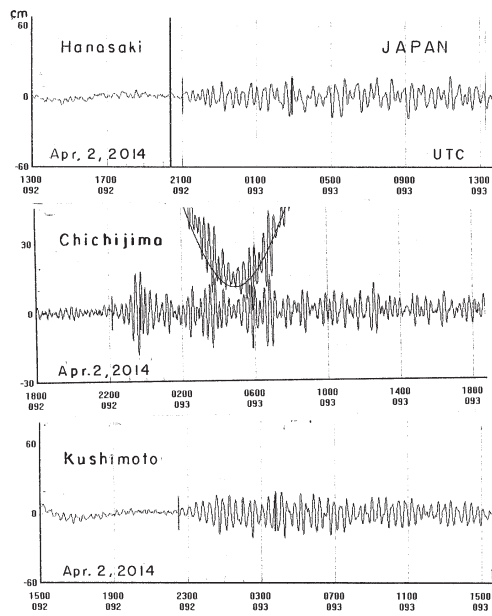 cm
60
Hanasaki JAPAN
0
Apr. 2, 2014 UTC
-60
1300 1700 2100 0100 0500 0900 1300
092 092 092 093 093 093 093
30
Chichijima
0
Apr. 2, 2014
-30
1800 2200 0200 0600 1000 1400 1800
092 092 093 093 093 093 093
60
Kushimoto
0
Apr. 2, 2014
-60
1500 1900 2300 0300 0700 1100 1500
092 092 092 093 093 093 093